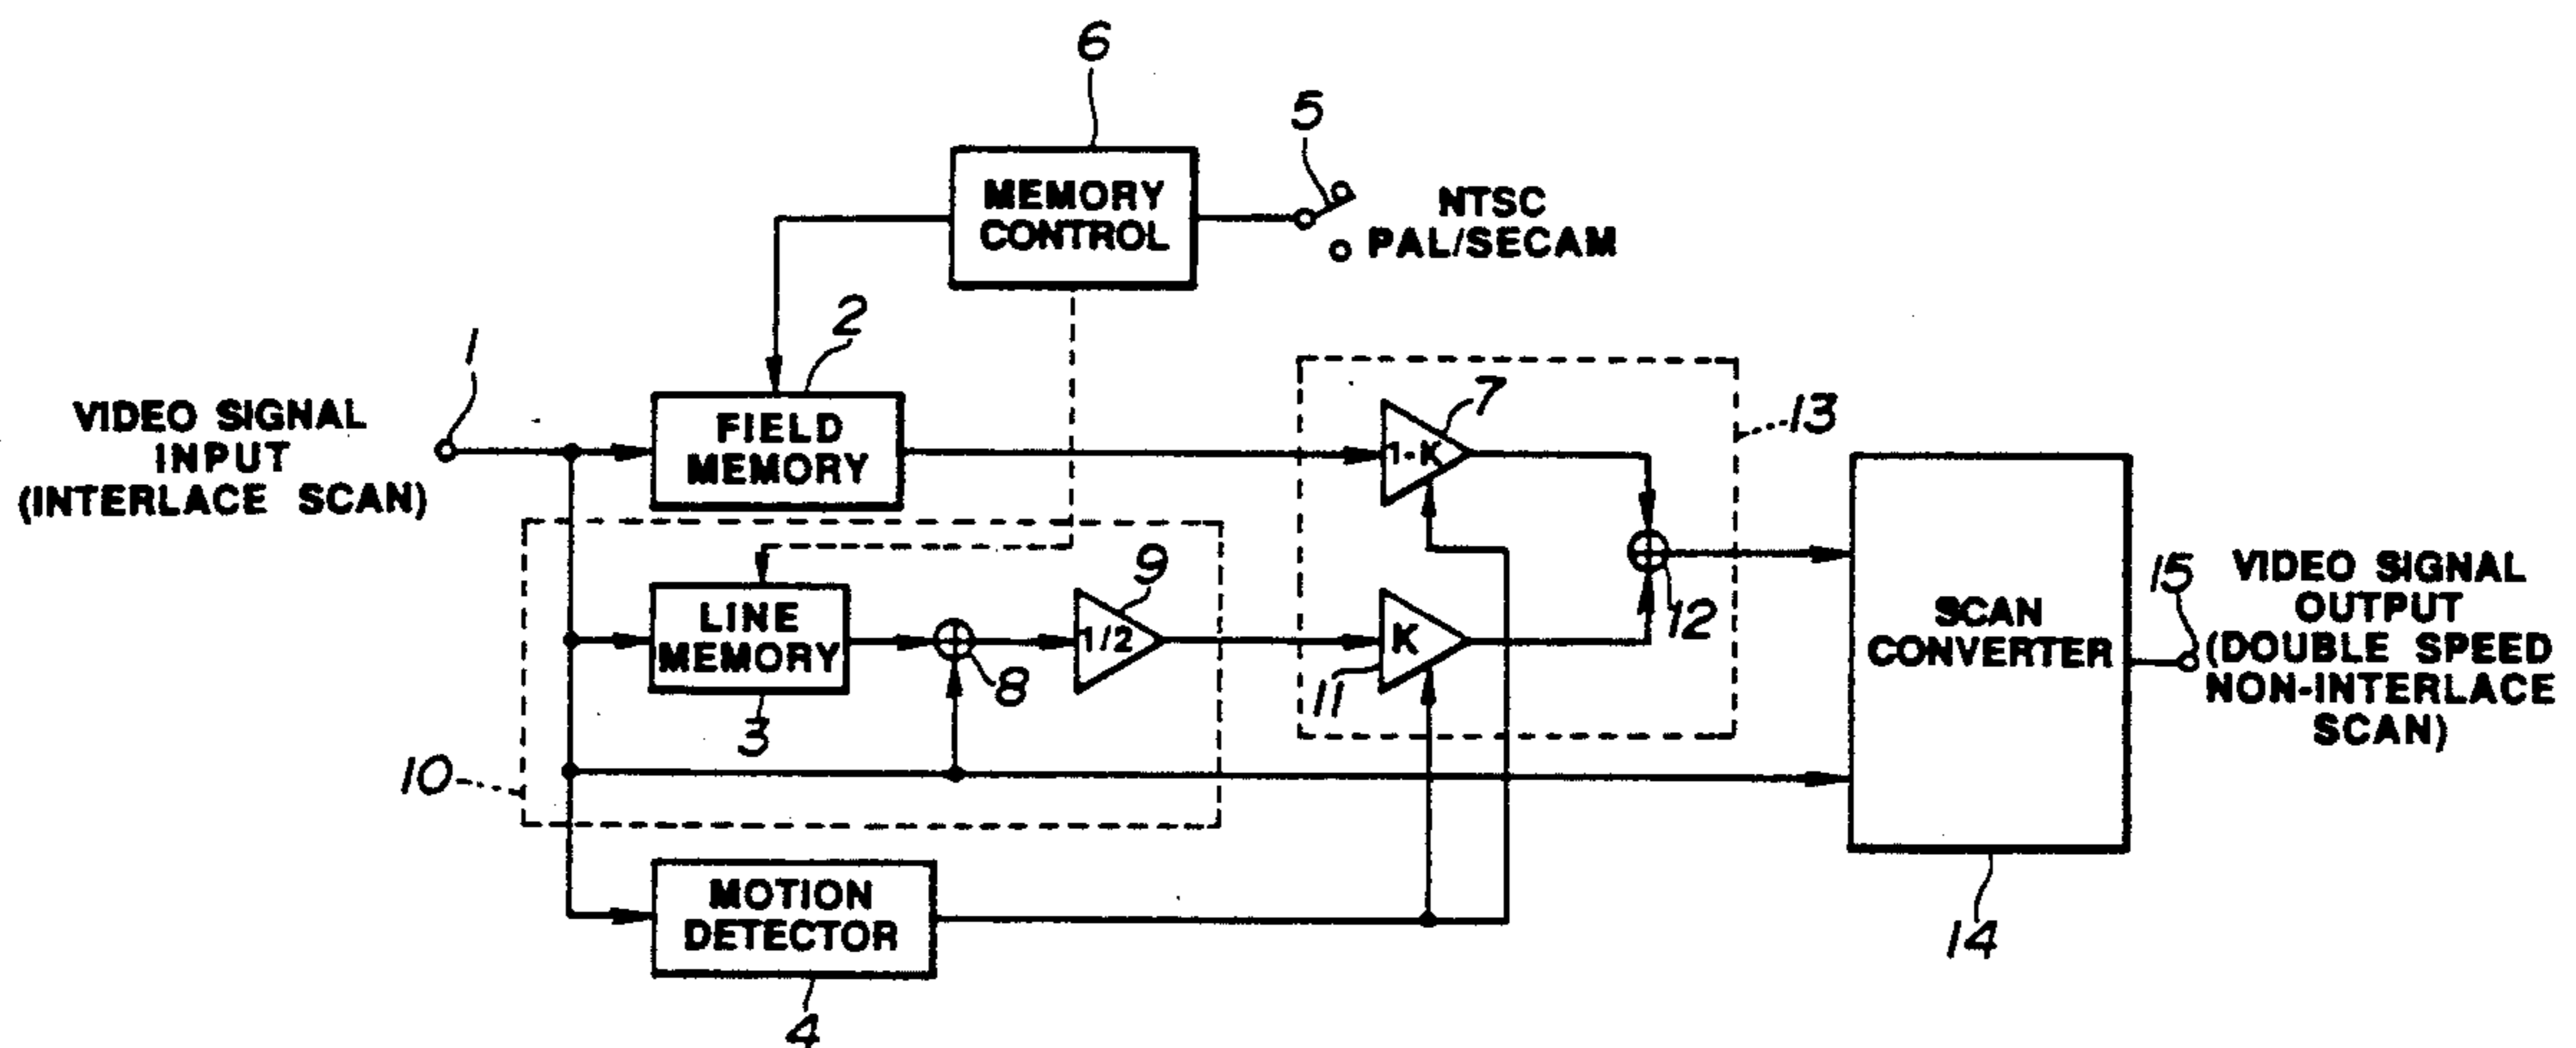 6
5
MEMORY
CONTROL
NTSC
PAL/SECAM
2
1
VIDEO SIGNAL
INPUT
(INTERLACE SCAN)
FIELD
MEMORY
7
1-K
13
9
LINE
MEMORY
8
1/2
3
11
K
12
10
SCAN
CONVERTER
15
VIDEO SIGNAL
OUTPUT
(DOUBLE SPEED
NON-INTERLACE
SCAN)
MOTION
DETECTOR
4
14